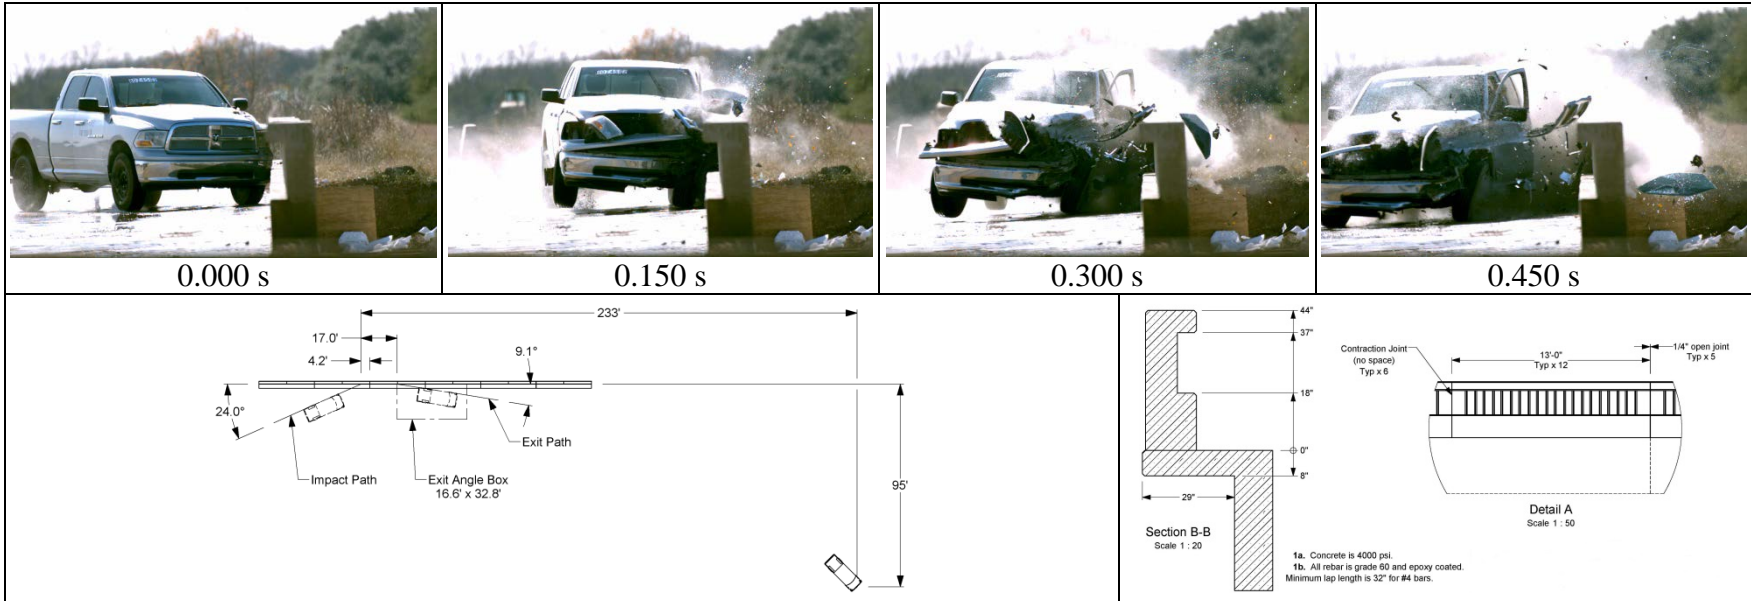 0.000 s
0.150 s
0.300 s
0.450 s
233'
17.0'
4.2'
9.1°
24.0°
Exit Path
Impact Path
Exit Angle Box
16.6' x 32.8'
95'
44"
37"
18"
0"
8"
29"
Section B-B
Scale 1 : 20
Contraction Joint
(no space)
Typ x 6
13'-0"
Typ x 12
1/4" open joint
Typ x 5
Detail A
Scale 1 : 50
1a. Concrete is 4000 psi.
1b. All rebar is grade 60 and epoxy coated.
Minimum lap length is 32" for #4 bars.